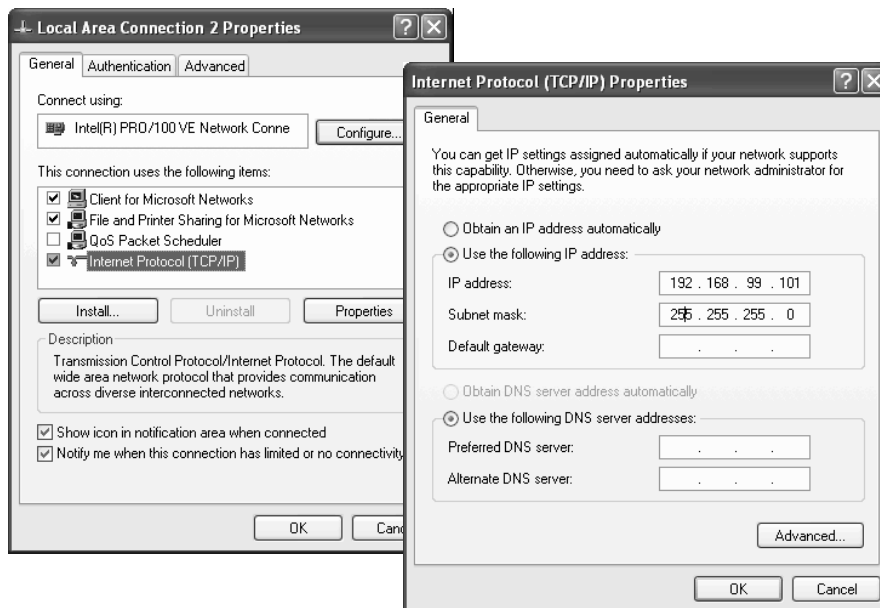 Local Area Connection 2 Properties
General Authentication Advanced
Connect using:
Intel(R) PRO/100 VE Network Conne
Configure...
This connection uses the following items:
Client for Microsoft Networks
File and Printer Sharing for Microsoft Networks
QoS Packet Scheduler
Internet Protocol (TCP/IP)
Install... Uninstall Properties
Description
Transmission Control Protocol/Internet Protocol. The default
wide area network protocol that provides communication
across diverse interconnected networks.
Show icon in notification area when connected
Notify me when this connection has limited or no connectivity
OK Canc
Internet Protocol (TCP/IP) Properties
General
You can get IP settings assigned automatically if your network supports
this capability. Otherwise, you need to ask your network administrator for
the appropriate IP settings.
Obtain an IP address automatically
Use the following IP address:
IP address: 192 . 168 . 99 . 101
Subnet mask: 255 . 255 . 255 . 0
Default gateway: . . .
Obtain DNS server address automatically
Use the following DNS server addresses:
Preferred DNS server: . . .
Alternate DNS server: . . .
Advanced...
OK Cancel